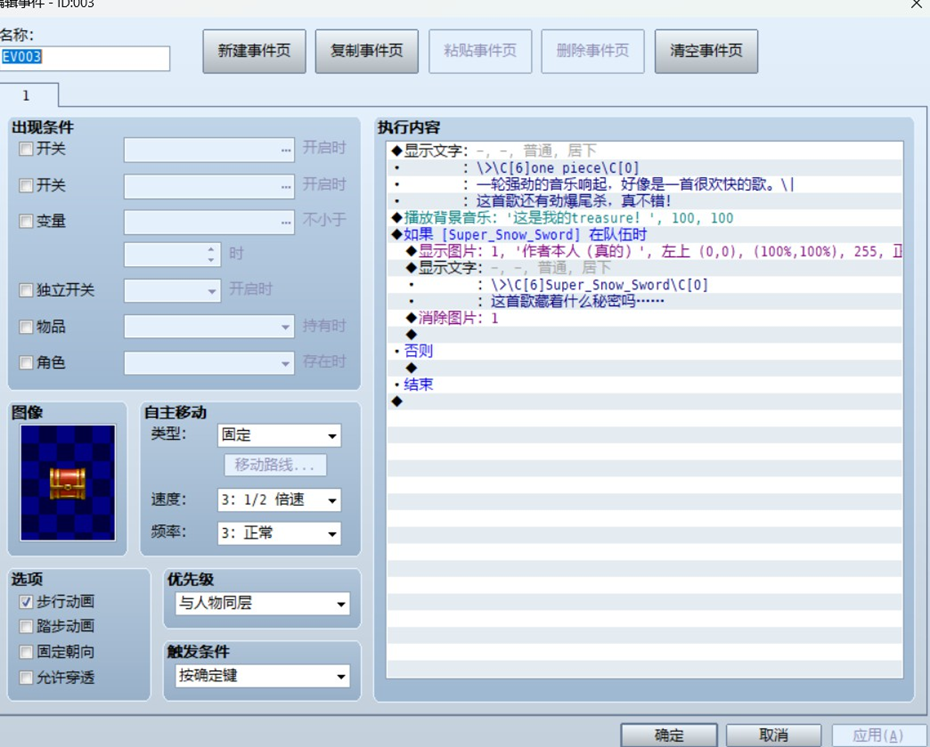 编辑事件 - ID:003
名称:
EV003
新建事件页
复制事件页
粘贴事件页
删除事件页
清空事件页
1
出现条件
开关
...
开启时
开关
...
开启时
变量
...
不小于
时
独立开关
开启时
物品
持有时
角色
存在时
图像
自主移动
类型:
固定
移动路线...
速度:
3: 1/2 倍速
频率:
3: 正常
选项
步行动画
踏步动画
固定朝向
允许穿透
优先级
与人物同层
触发条件
按确定键
执行内容
◆显示文字: -, -, 普通, 居下
• : \>\C[6]one piece\C[0]
• : 一轮强劲的音乐响起，好像是一首很欢快的歌。\|
• : 这首歌还有劲爆尾杀，真不错！
◆播放背景音乐: '这是我的treasure！', 100, 100
◆如果 [Super_Snow_Sword] 在队伍时
◆显示图片: 1, '作者本人（真的）', 左上 (0,0), (100%,100%), 255, 正
◆显示文字: -, -, 普通, 居下
• : \>\C[6]Super_Snow_Sword\C[0]
• : 这首歌藏着什么秘密吗……
◆消除图片: 1
◆
• 否则
◆
• 结束
◆
确定
取消
应用(A)